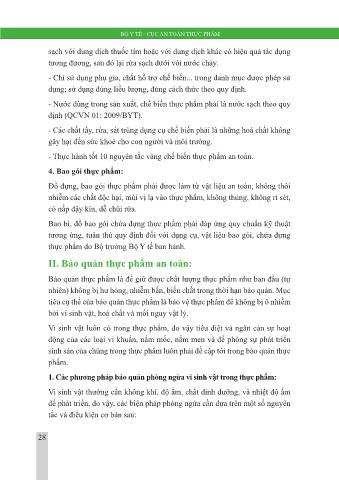 BỘ Y TẾ - CỤC AN TOÀN THỰC PHẨM
sạch với dung dịch thuốc tím hoặc với dung dịch khác có hiệu quả tác dụng
tương đương, sau đó lại rửa sạch dưới vòi nước chảy.
- Chỉ sử dụng phụ gia, chất hỗ trợ chế biến... trong danh mục được phép sử
dụng; sử dụng đúng liều lượng, đúng cách thức theo quy định.
- Nước dùng trong sản xuất, chế biến thực phẩm phải là nước sạch theo quy
định (QCVN 01: 2009/BYT).
- Các chất tẩy, rửa, sát trùng dụng cụ chế biến phải là những hoá chất không
gây hại đến sức khoẻ cho con người và môi trường.
- Thực hành tốt 10 nguyên tắc vàng chế biến thực phẩm an toàn.
4. Bao gói thực phẩm:
Đồ đựng, bao gói thực phẩm phải được làm từ vật liệu an toàn, không thôi
nhiễm các chất độc hại, mùi vị lạ vào thực phẩm, không thủng, không rỉ sét,
có nắp đậy kín, dễ chùi rửa.
Bao bì, đồ bao gói chứa đựng thực phẩm phải đáp ứng quy chuẩn kỹ thuật
tương ứng, tuân thủ quy định đối với dụng cụ, vật liệu bao gói, chứa đựng
thực phẩm do Bộ trưởng Bộ Y tế ban hành.
II. Bảo quản thực phẩm an toàn:
Bảo quản thực phẩm là để giữ được chất lượng thực phẩm như ban đầu (tự
nhiên) không bị hư hỏng, nhiễm bẩn, biến chất trong thời hạn bảo quản. Mục
tiêu cụ thể của bảo quản thực phẩm là bảo vệ thực phẩm để không bị ô nhiễm
bởi vi sinh vật, hoá chất và mối nguy vật lý.
Vi sinh vật luôn có trong thực phẩm, do vậy tiêu diệt và ngăn cản sự hoạt
động của các loại vi khuẩn, nấm mốc, nấm men và đề phòng sự phát triển
sinh sản của chúng trong thực phẩm luôn phải đề cập tới trong bảo quản thực
phẩm.
1. Các phương pháp bảo quản phòng ngừa vi sinh vật trong thực phẩm:
Vi sinh vật thường cần không khí, độ ẩm, chất dinh dưỡng, và nhiệt độ ấm
để phát triển, do vậy, các biện pháp phòng ngừa cần dựa trên một số nguyên
tắc và điều kiện cơ bản sau:
28